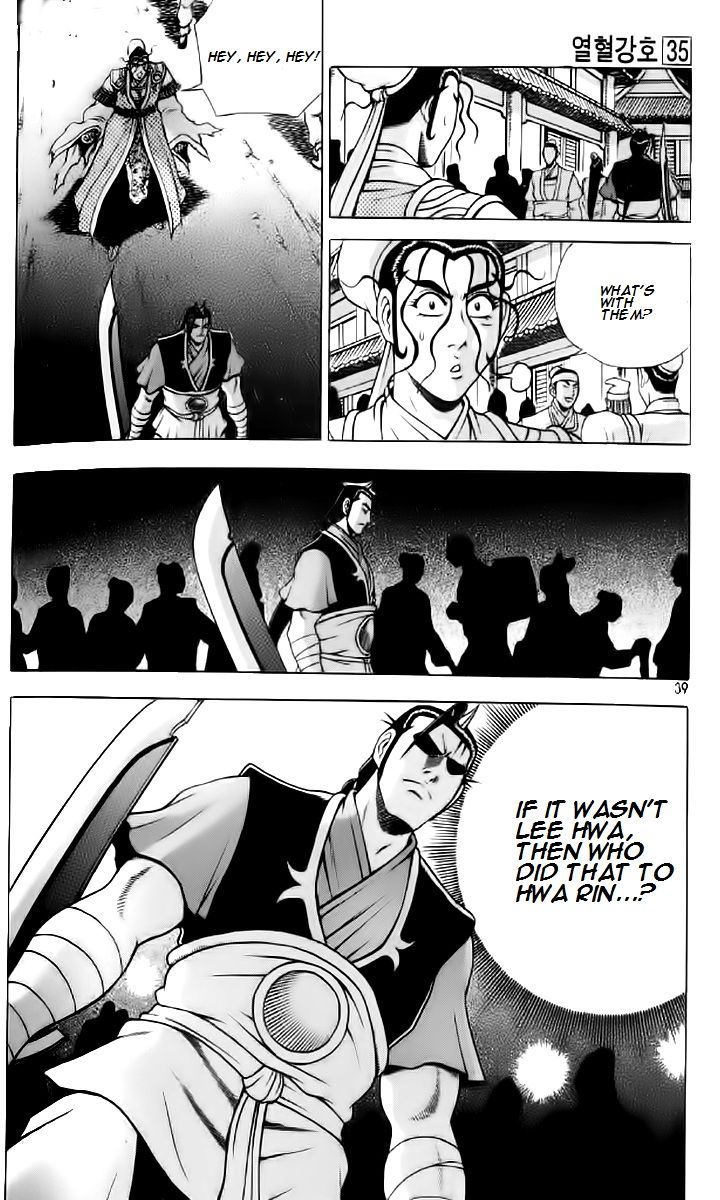 열혈강호 35
HEY, HEY, HEY!
WHAT'S
WITH
THEM?
39
IF IT WASN'T
LEE HWA,
THEN WHO
DID THAT TO
HWA RIN...?